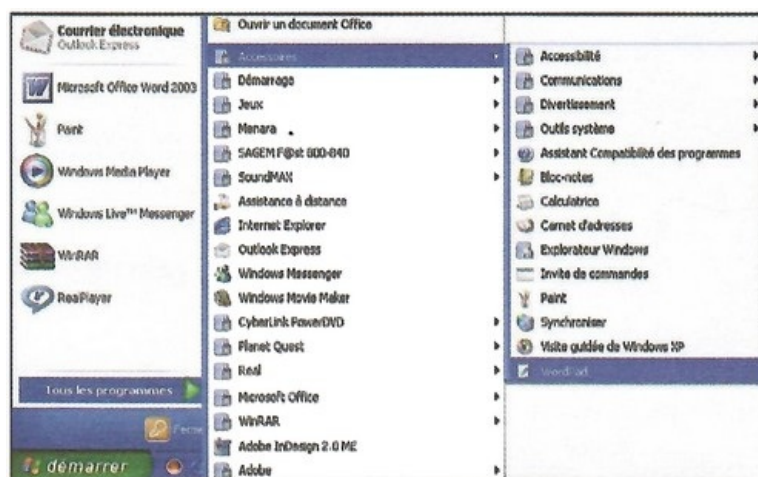 Courrier électronique
Outlook Express
Microsoft Office Word 2003
Paint
Windows Media Player
Windows Live™ Messenger
WinRAR
RealPlayer
Tous les programmes
démarrer
Ouvrir un document Office
Accessoires
Démarrage
Jeux
Menara
SAGEM F@st 800-840
SoundMAX
Assistance à distance
Internet Explorer
Outlook Express
Windows Messenger
Windows Movie Maker
CyberLink PowerDVD
Planet Quest
Real
Microsoft Office
WinRAR
Adobe InDesign 2.0 ME
Adobe
Accessibilité
Communications
Divertissement
Outils système
Assistant Compatibilité des programmes
Bloc-notes
Calculatrice
Carnet d'adresses
Explorateur Windows
Invite de commandes
Paint
Synchroniser
Visite guidée de Windows XP
WordPad